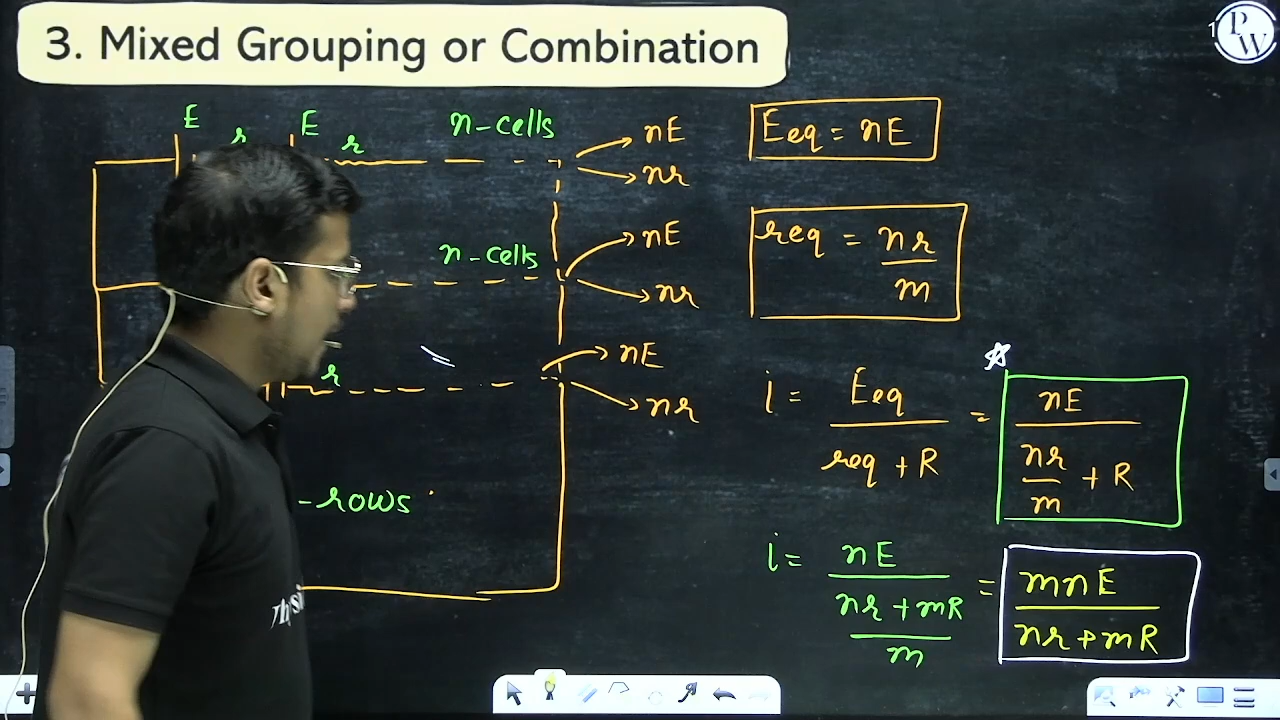 3. Mixed Grouping or Combination
PW
E
r
E
r
n-cells
nE
nr
n-cells
nE
nr
r
nE
nr
-rows
Eeq = nE
req = nr/m
i = Eeq/(req + R) = nE/(nr/m + R)
i = nE/((nr + mR)/m) = mnE/(nr + mR)